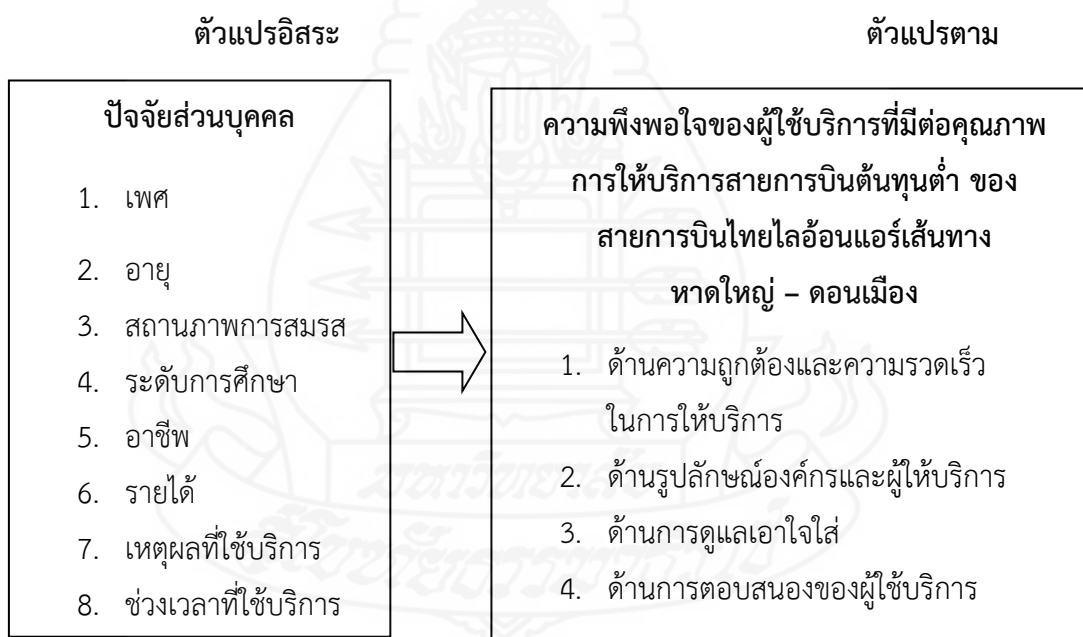 ตัวแปรอิสระ
ตัวแปรตาม
ปัจจัยส่วนบุคคล
1. เพศ
2. อายุ
3. สถานภาพการสมรส
4. ระดับการศึกษา
5. อาชีพ
6. รายได้
7. เหตุผลที่ใช้บริการ
8. ช่วงเวลาที่ใช้บริการ
ความพึงพอใจของผู้ใช้บริการที่มีต่อคุณภาพ
การให้บริการสายการบินต้นทุนต่ำ ของ
สายการบินไทยไลอ้อนแอร์เส้นทาง
หาดใหญ่ – ดอนเมือง
1. ด้านความถูกต้องและความรวดเร็ว
ในการให้บริการ
2. ด้านรูปลักษณ์องค์กรและผู้ให้บริการ
3. ด้านการดูแลเอาใจใส่
4. ด้านการตอบสนองของผู้ใช้บริการ